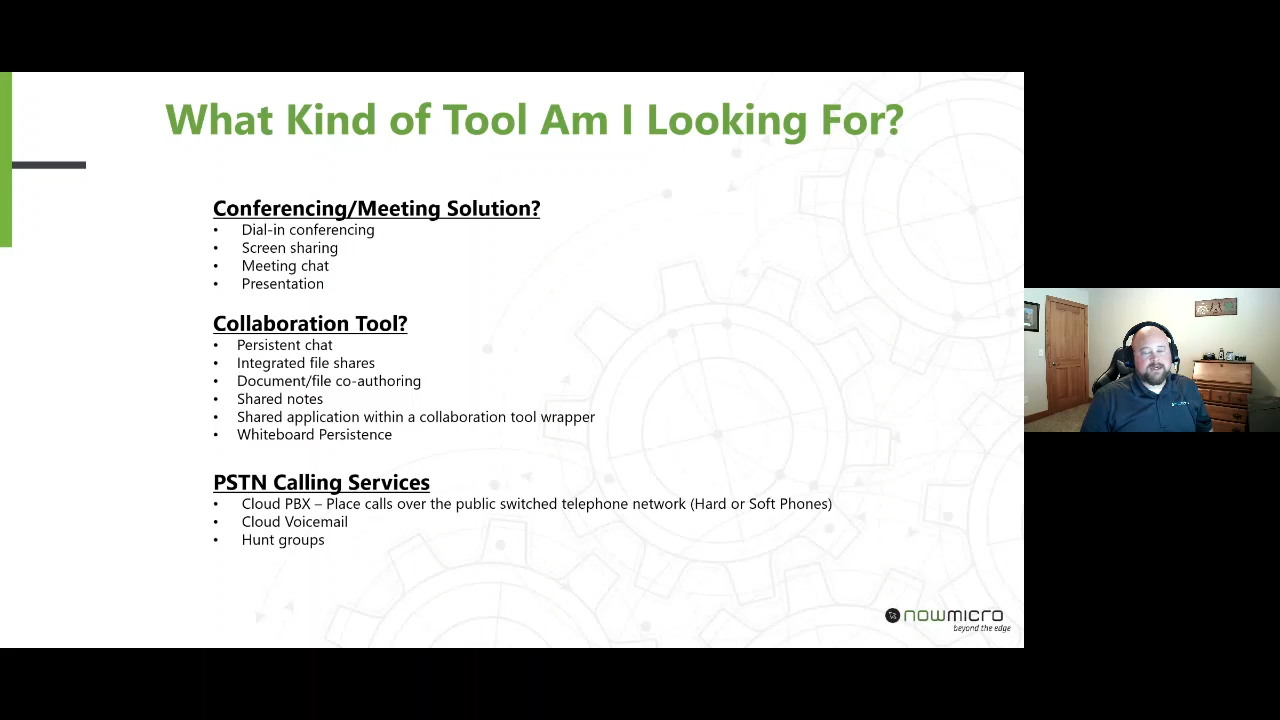 What Kind of Tool Am I Looking For?
Conferencing/Meeting Solution?
• Dial-in conferencing
• Screen sharing
• Meeting chat
• Presentation
Collaboration Tool?
• Persistent chat
• Integrated file shares
• Document/file co-authoring
• Shared notes
• Shared application within a collaboration tool wrapper
• Whiteboard Persistence
PSTN Calling Services
• Cloud PBX – Place calls over the public switched telephone network (Hard or Soft Phones)
• Cloud Voicemail
• Hunt groups
nowmicro
beyond the edge